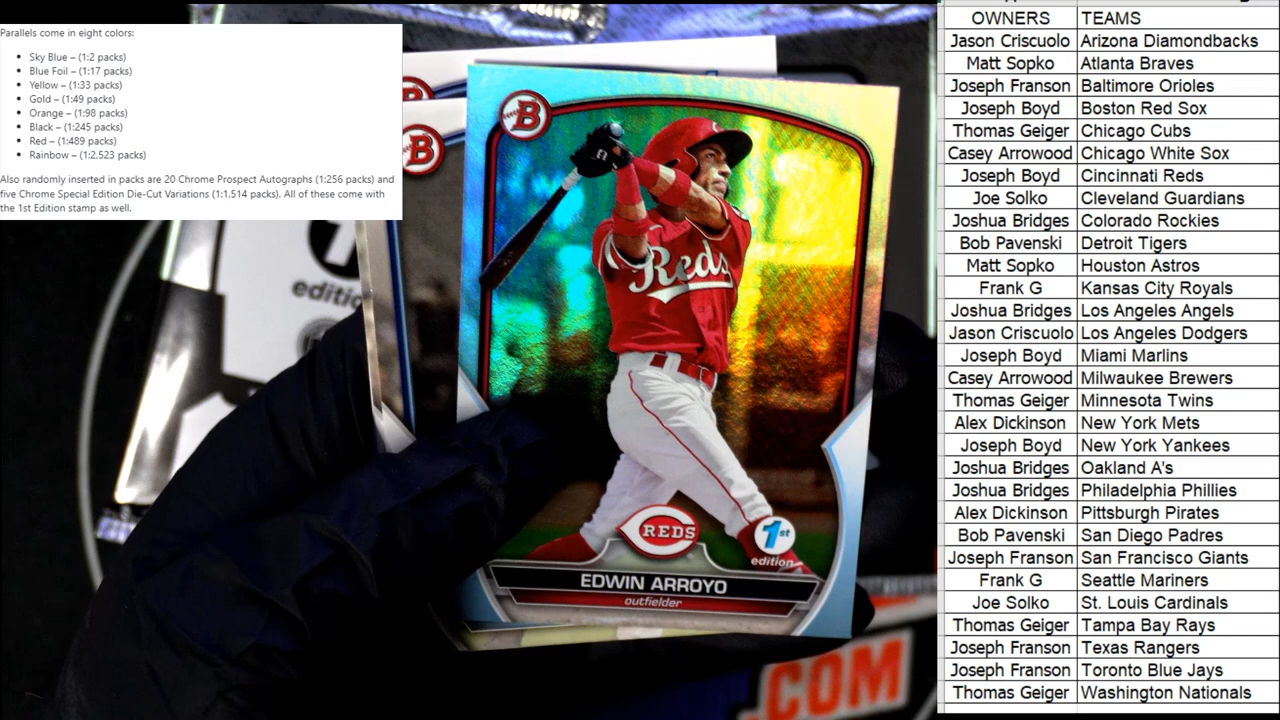 Parallels come in eight colors:
Sky Blue – (1:2 packs)
Blue Foil – (1:17 packs)
Yellow – (1:33 packs)
Gold – (1:49 packs)
Orange – (1:98 packs)
Black – (1:245 packs)
Red – (1:489 packs)
Rainbow – (1:2,523 packs)
Also randomly inserted in packs are 20 Chrome Prospect Autographs (1:256 packs) and
five Chrome Special Edition Die-Cut Variations (1:1,514 packs). All of these come with
the 1st Edition stamp as well.
B
B
B
edition
Reds
REDS
1st
edition
EDWIN ARROYO
outfielder
.COM
OWNERS TEAMS
Jason Criscuolo Arizona Diamondbacks
Matt Sopko Atlanta Braves
Joseph Franson Baltimore Orioles
Joseph Boyd Boston Red Sox
Thomas Geiger Chicago Cubs
Casey Arrowood Chicago White Sox
Joseph Boyd Cincinnati Reds
Joe Solko Cleveland Guardians
Joshua Bridges Colorado Rockies
Bob Pavenski Detroit Tigers
Matt Sopko Houston Astros
Frank G Kansas City Royals
Joshua Bridges Los Angeles Angels
Jason Criscuolo Los Angeles Dodgers
Joseph Boyd Miami Marlins
Casey Arrowood Milwaukee Brewers
Thomas Geiger Minnesota Twins
Alex Dickinson New York Mets
Joseph Boyd New York Yankees
Joshua Bridges Oakland A's
Joshua Bridges Philadelphia Phillies
Alex Dickinson Pittsburgh Pirates
Bob Pavenski San Diego Padres
Joseph Franson San Francisco Giants
Frank G Seattle Mariners
Joe Solko St. Louis Cardinals
Thomas Geiger Tampa Bay Rays
Joseph Franson Texas Rangers
Joseph Franson Toronto Blue Jays
Thomas Geiger Washington Nationals